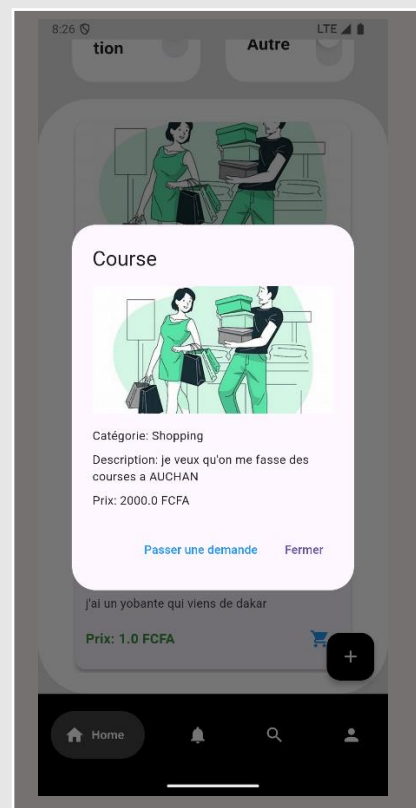 8:26 LTE
tion Autre
Course
Catégorie: Shopping
Description: je veux qu'on me fasse des
courses a AUCHAN
Prix: 2000.0 FCFA
Passer une demande Fermer
j'ai un yobante qui viens de dakar
Prix: 1.0 FCFA
+
Home